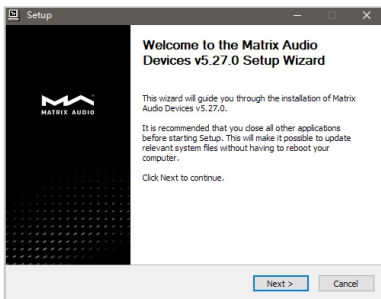 Setup
Welcome to the Matrix Audio
Devices v5.27.0 Setup Wizard
MATRIX AUDIO
This wizard will guide you through the installation of Matrix
Audio Devices v5.27.0.
It is recommended that you close all other applications
before starting Setup. This will make it possible to update
relevant system files without having to reboot your
computer.
Click Next to continue.
Next >
Cancel